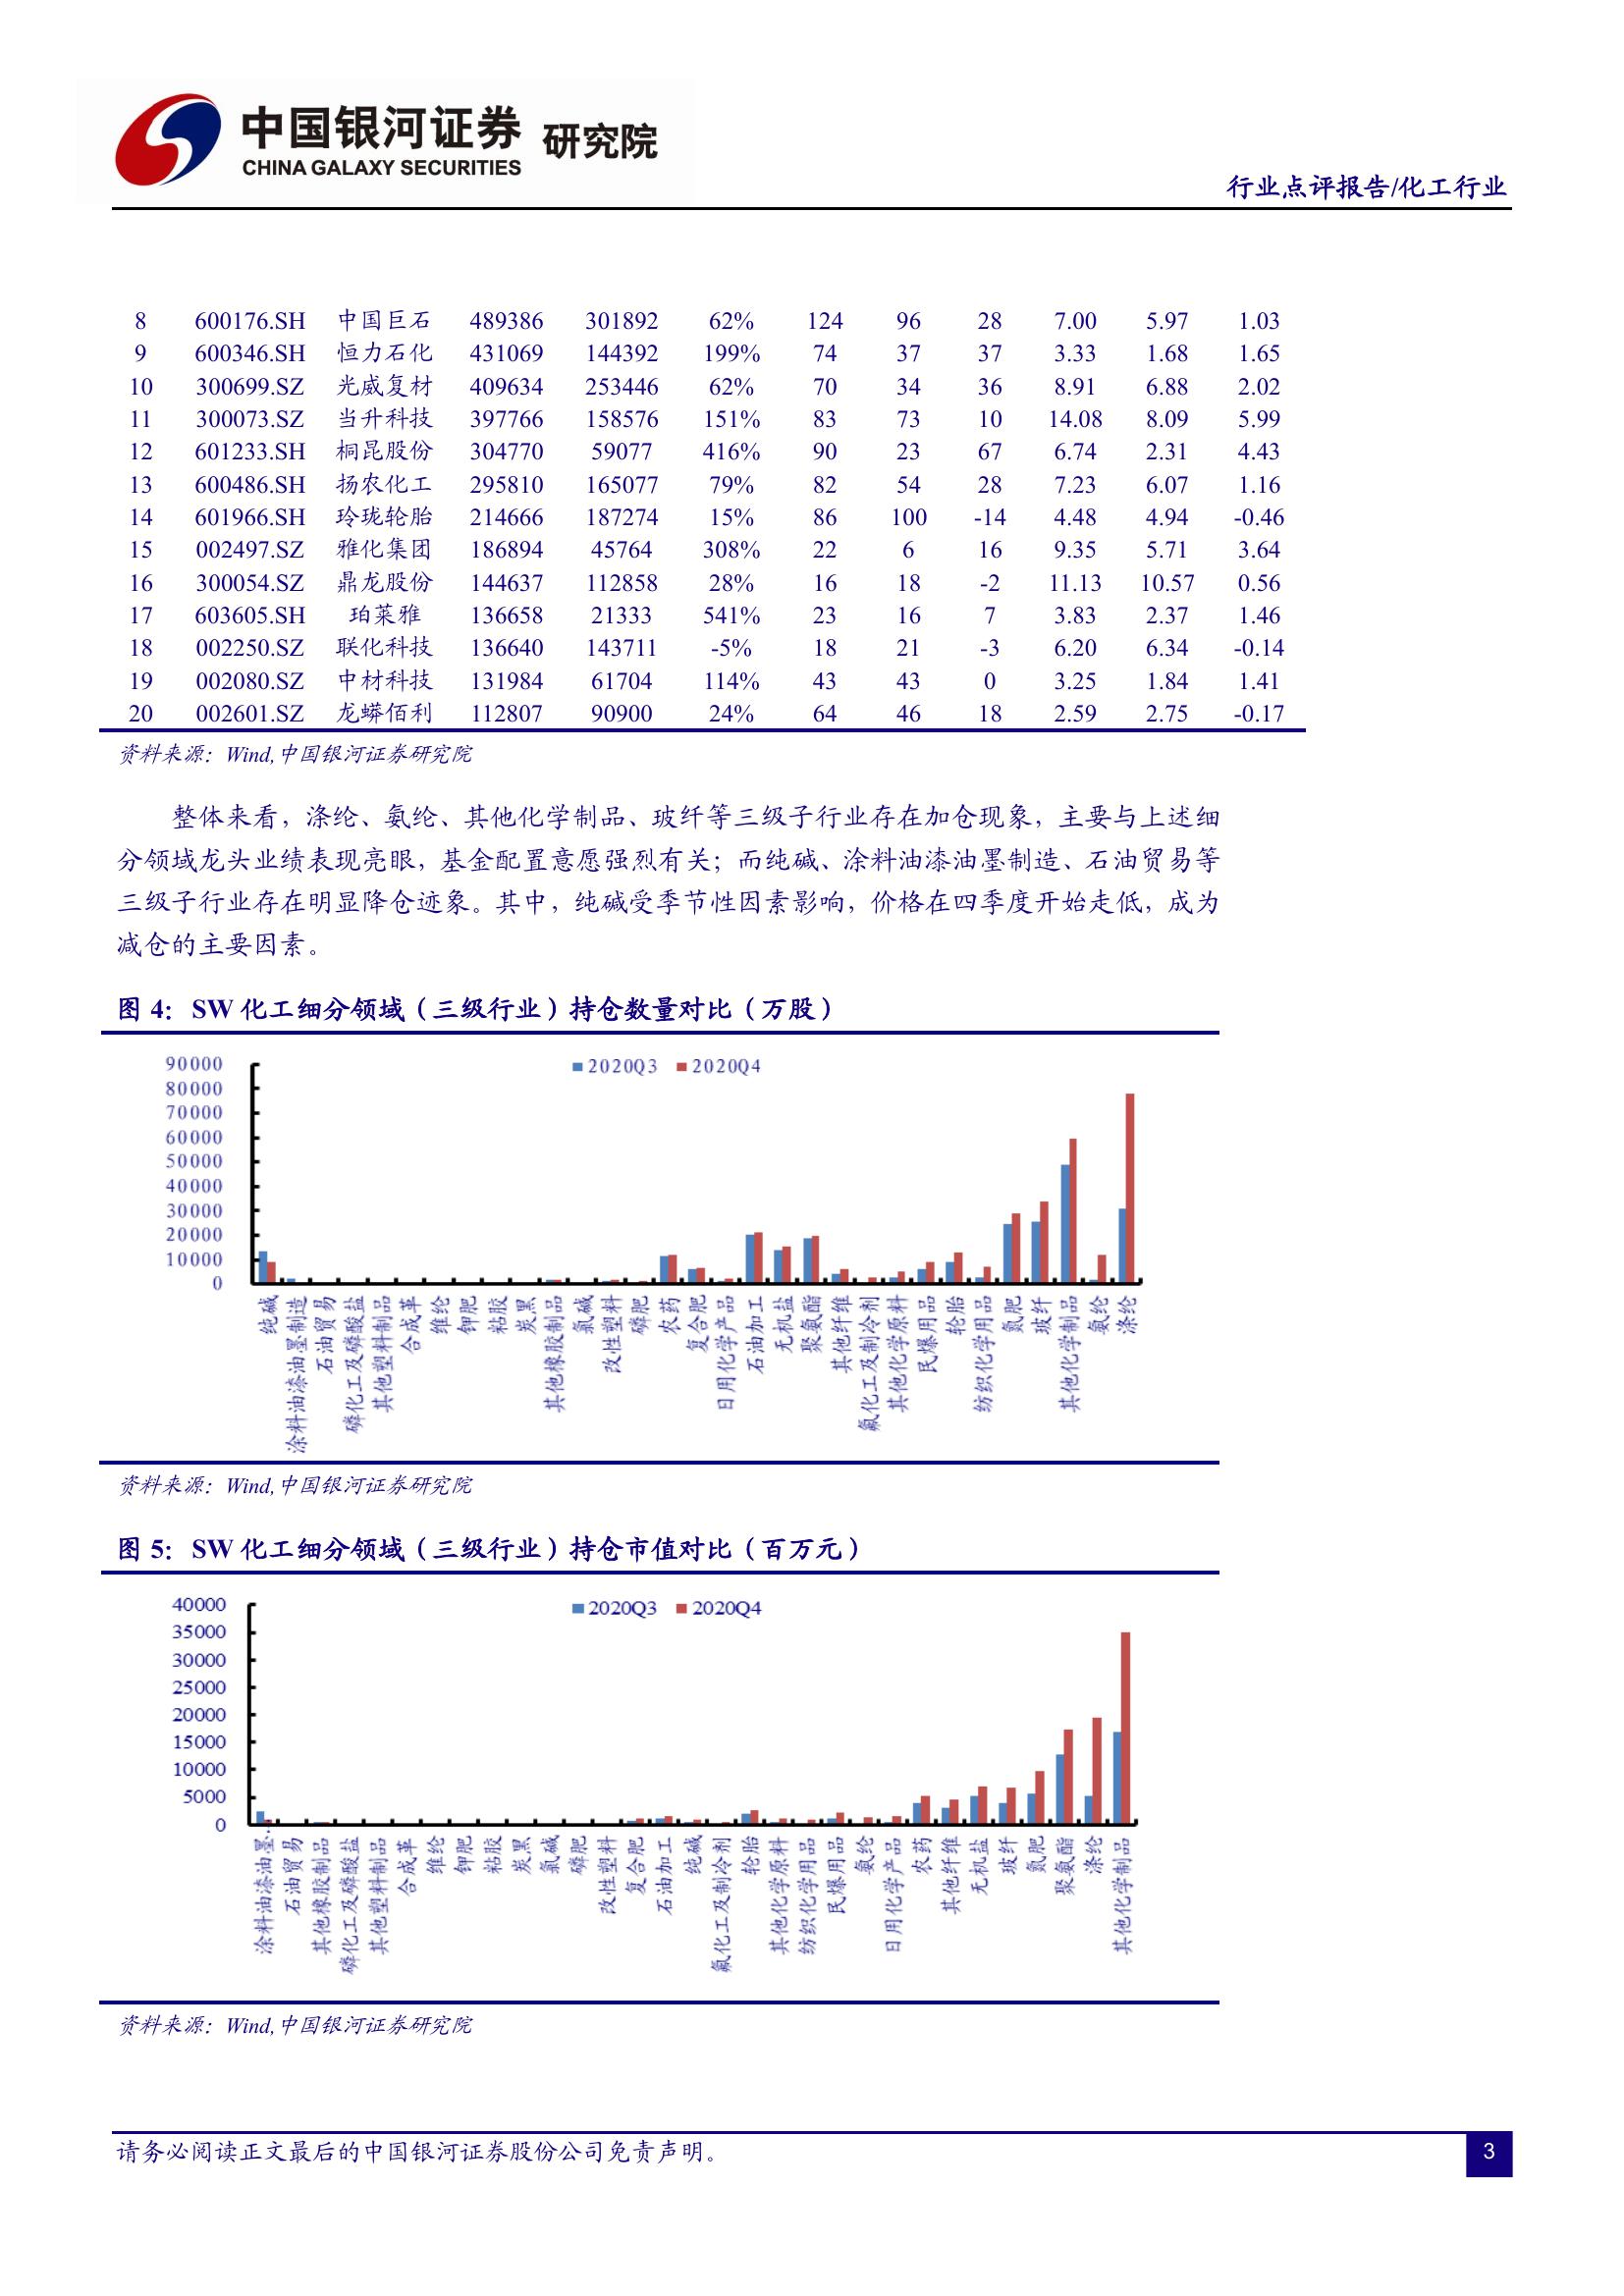 中国银河证券 研究院
CHINA GALAXY SECURITIES
行业点评报告/化工行业
8 600176.SH 中国巨石 489386 301892 62% 124 96 28 7.00 5.97 1.03
9 600346.SH 恒力石化 431069 144392 199% 74 37 37 3.33 1.68 1.65
10 300699.SZ 光威复材 409634 253446 62% 70 34 36 8.91 6.88 2.02
11 300073.SZ 当升科技 397766 158576 151% 83 73 10 14.08 8.09 5.99
12 601233.SH 桐昆股份 304770 59077 416% 90 23 67 6.74 2.31 4.43
13 600486.SH 扬农化工 295810 165077 79% 82 54 28 7.23 6.07 1.16
14 601966.SH 玲珑轮胎 214666 187274 15% 86 100 -14 4.48 4.94 -0.46
15 002497.SZ 雅化集团 186894 45764 308% 22 6 16 9.35 5.71 3.64
16 300054.SZ 鼎龙股份 144637 112858 28% 16 18 -2 11.13 10.57 0.56
17 603605.SH 珀莱雅 136658 21333 541% 23 16 7 3.83 2.37 1.46
18 002250.SZ 联化科技 136640 143711 -5% 18 21 -3 6.20 6.34 -0.14
19 002080.SZ 中材科技 131984 61704 114% 43 43 0 3.25 1.84 1.41
20 002601.SZ 龙蟒佰利 112807 90900 24% 64 46 18 2.59 2.75 -0.17
资料来源：Wind,中国银河证券研究院
整体来看，涤纶、氨纶、其他化学制品、玻纤等三级子行业存在加仓现象，主要与上述细
分领域龙头业绩表现亮眼，基金配置意愿强烈有关；而纯碱、涂料油漆油墨制造、石油贸易等
三级子行业存在明显降仓迹象。其中，纯碱受季节性因素影响，价格在四季度开始走低，成为
减仓的主要因素。
图 4：SW 化工细分领域（三级行业）持仓数量对比（万股）
2020Q3 2020Q4
90000
80000
70000
60000
50000
40000
30000
20000
10000
0
纯碱
涂料油漆油墨制造
石油贸易
磷化工及磷酸盐
其他塑料制品
合成革
维纶
钾肥
粘胶
炭黑
其他橡胶制品
氯碱
改性塑料
磷肥
农药
复合肥
日用化学产品
石油加工
无机盐
聚氨酯
其他纤维
氟化工及制冷剂
其他化学原料
民爆用品
轮胎
纺织化学用品
氮肥
玻纤
其他化学制品
氨纶
涤纶
资料来源：Wind,中国银河证券研究院
图 5：SW 化工细分领域（三级行业）持仓市值对比（百万元）
2020Q3 2020Q4
40000
35000
30000
25000
20000
15000
10000
5000
0
涂料油漆油墨…
石油贸易
其他橡胶制品
磷化工及磷酸盐
其他塑料制品
合成革
维纶
钾肥
粘胶
炭黑
氯碱
磷肥
改性塑料
复合肥
石油加工
纯碱
氟化工及制冷剂
轮胎
其他化学原料
纺织化学用品
民爆用品
氨纶
日用化学产品
农药
其他纤维
无机盐
玻纤
氮肥
聚氨酯
涤纶
其他化学制品
资料来源：Wind,中国银河证券研究院
请务必阅读正文最后的中国银河证券股份公司免责声明。
3